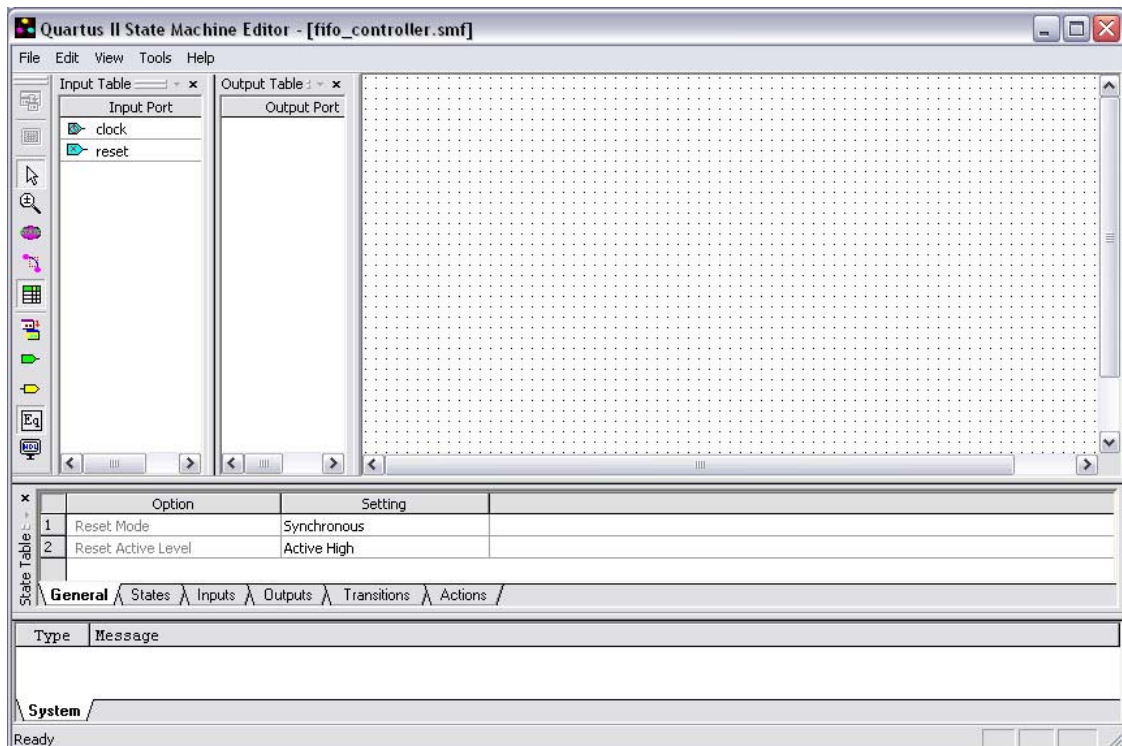 Quartus II State Machine Editor - [fifo_controller.smf]
File Edit View Tools Help
Input Table
Output Table
Input Port
Output Port
clock
reset
Eq
HDL
State Table
Option Setting
1 Reset Mode Synchronous
2 Reset Active Level Active High
General States Inputs Outputs Transitions Actions
Type Message
System
Ready